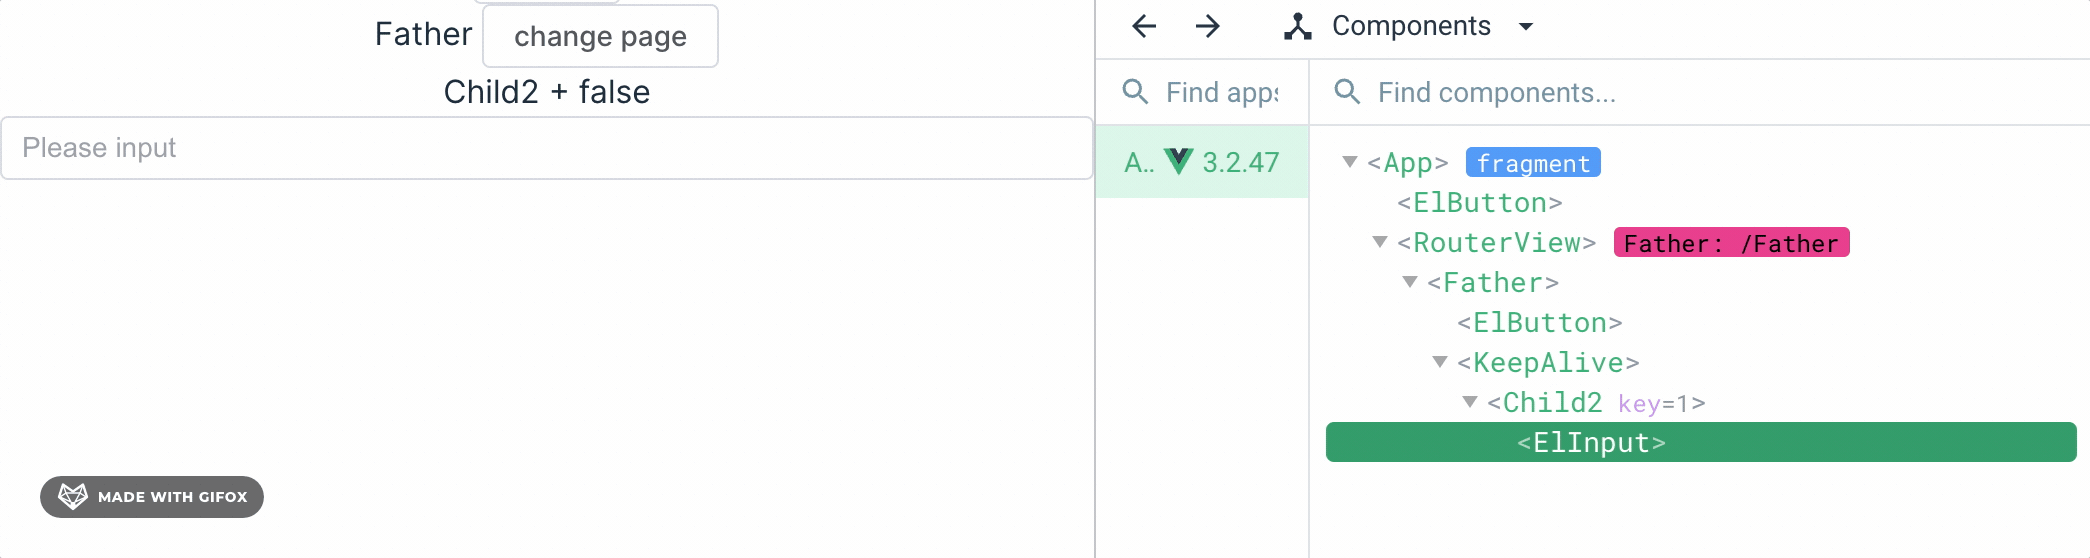 Father change page
Child2 + false
Please input
MADE WITH GIFOX
Components
Find apps
Find components...
A.. 3.2.47
<App> fragment
<ElButton>
<RouterView> Father: /Father
<Father>
<ElButton>
<KeepAlive>
<Child2 key=1>
<ElInput>